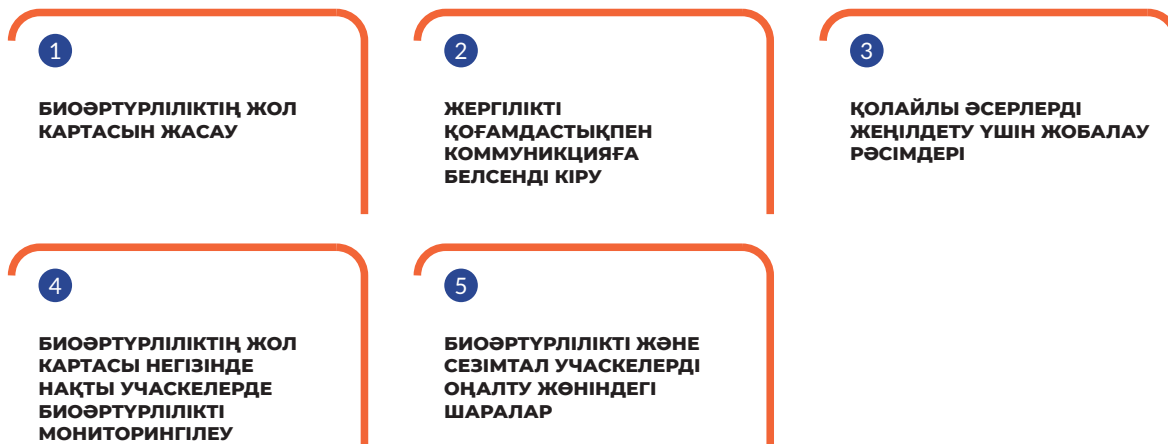 1
БИОӘРТҮРЛІЛІКТІҢ ЖОЛ
КАРТАСЫН ЖАСАУ
2
ЖЕРГІЛІКТІ
ҚОҒАМДАСТЫҚПЕН
КОММУНИКЦИЯҒА
БЕЛСЕНДІ КІРУ
3
ҚОЛАЙЛЫ ӘСЕРЛЕРДІ
ЖЕҢІЛДЕТУ ҮШІН ЖОБАЛАУ
РӘСІМДЕРІ
4
БИОӘРТҮРЛІЛІКТІҢ ЖОЛ
КАРТАСЫ НЕГІЗІНДЕ
НАҚТЫ УЧАСКЕЛЕРДЕ
БИОӘРТҮРЛІЛІКТІ
МОНИТОРИНГІЛЕУ
5
БИОӘРТҮРЛІЛІКТІ ЖӘНЕ
СЕЗІМТАЛ УЧАСКЕЛЕРДІ
ОҢАЛТУ ЖӨНІНДЕГІ
ШАРАЛАР